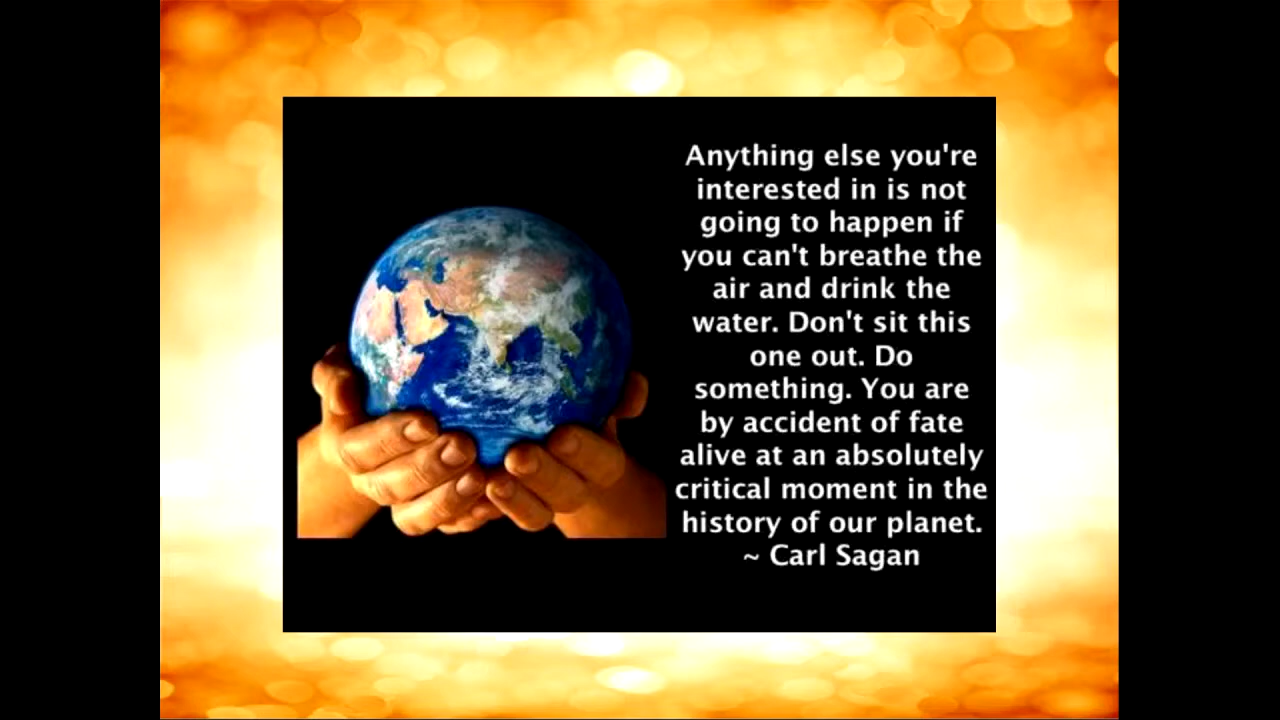 Anything else you're
interested in is not
going to happen if
you can't breathe the
air and drink the
water. Don't sit this
one out. Do
something. You are
by accident of fate
alive at an absolutely
critical moment in the
history of our planet.
~ Carl Sagan